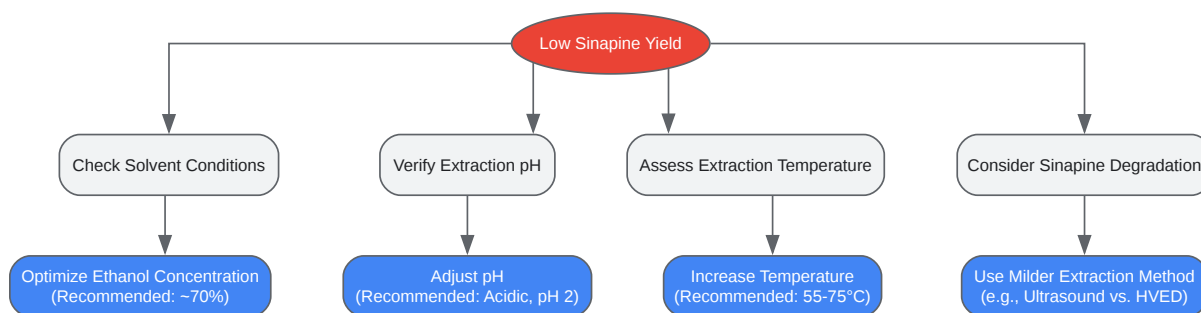 Low Sinapine Yield
Check Solvent Conditions
Verify Extraction pH
Assess Extraction Temperature
Consider Sinapine Degradation
Optimize Ethanol Concentration
(Recommended: ~70%)
Adjust pH
(Recommended: Acidic, pH 2)
Increase Temperature
(Recommended: 55-75°C)
Use Milder Extraction Method
(e.g., Ultrasound vs. HVED)